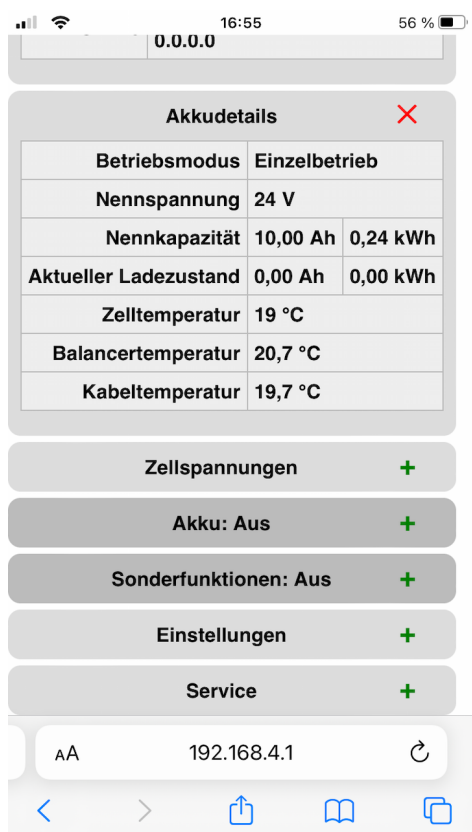 16:55
56 %
0.0.0.0
Akkudetails
Betriebsmodus Einzelbetrieb
Nennspannung 24 V
Nennkapazität 10,00 Ah 0,24 kWh
Aktueller Ladezustand 0,00 Ah 0,00 kWh
Zelltemperatur 19 °C
Balancertemperatur 20,7 °C
Kabeltemperatur 19,7 °C
Zellspannungen +
Akku: Aus +
Sonderfunktionen: Aus +
Einstellungen +
Service +
AA 192.168.4.1